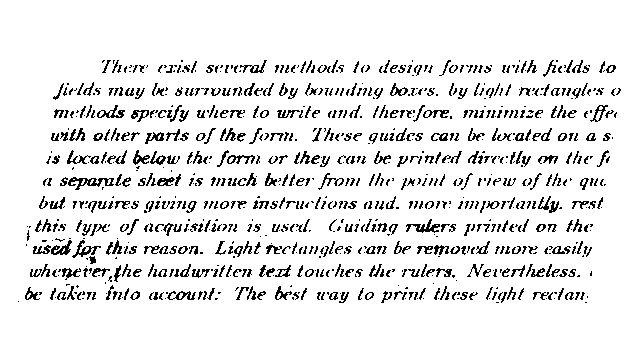 There exist several methods to design forms with fields to
fields may be surrounded by bounding boxes, by light rectangles o
methods specify where to write and, therefore, minimize the effec
with other parts of the form. These guides can be located on a s
is located below the form or they can be printed directly on the fo
a separate sheet is much better from the point of view of the qua
but requires giving more instructions and, more importantly, rest
this type of acquisition is used. Guiding rulers printed on the
used for this reason. Light rectangles can be removed more easily
whenever the handwritten text touches the rulers. Nevertheless,
be taken into account: The best way to print these light rectan